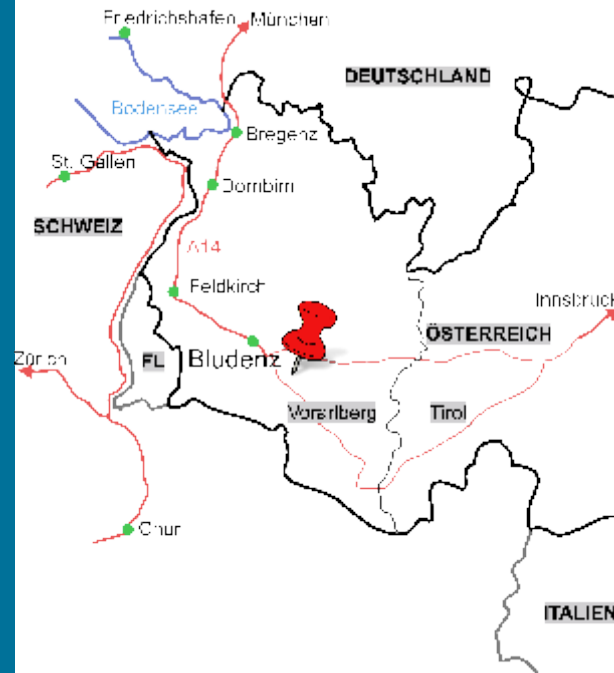 Friedrichshafen
München
DEUTSCHLAND
Bodensee
Bregenz
St. Gallen
Dornbirn
SCHWEIZ
A14
Feldkirch
Innsbruck
ÖSTERREICH
Zürich
FL
Bludenz
Vorarlberg
Tirol
Chur
ITALIEN